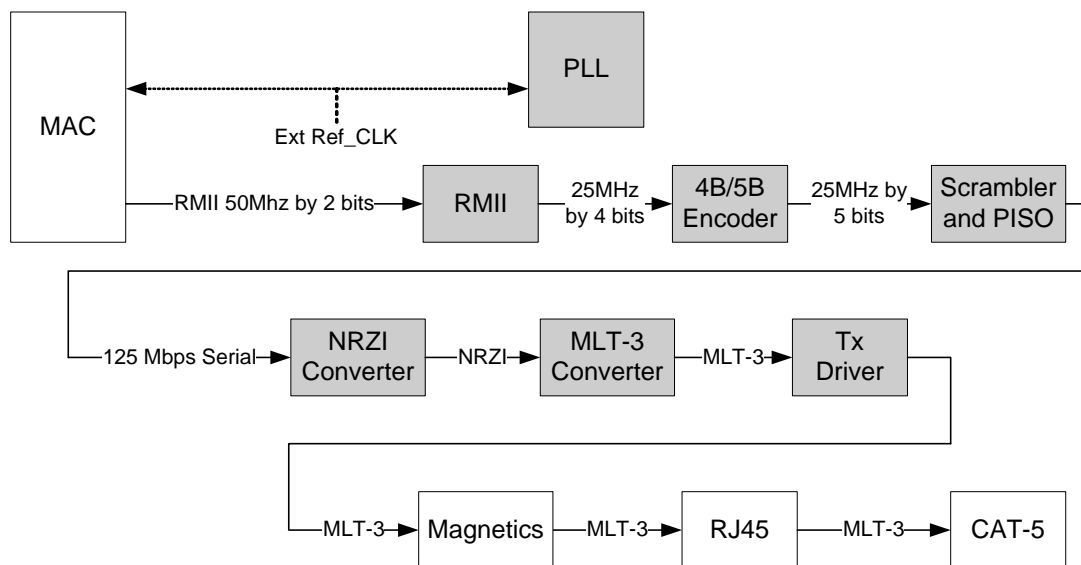 PLL
MAC
Ext Ref_CLK
RMII 50Mhz by 2 bits
RMII
25MHz
by 4 bits
4B/5B
Encoder
25MHz by
5 bits
Scrambler
and PISO
125 Mbps Serial
NRZI
Converter
NRZI
MLT-3
Converter
MLT-3
Tx
Driver
MLT-3
Magnetics
MLT-3
RJ45
MLT-3
CAT-5